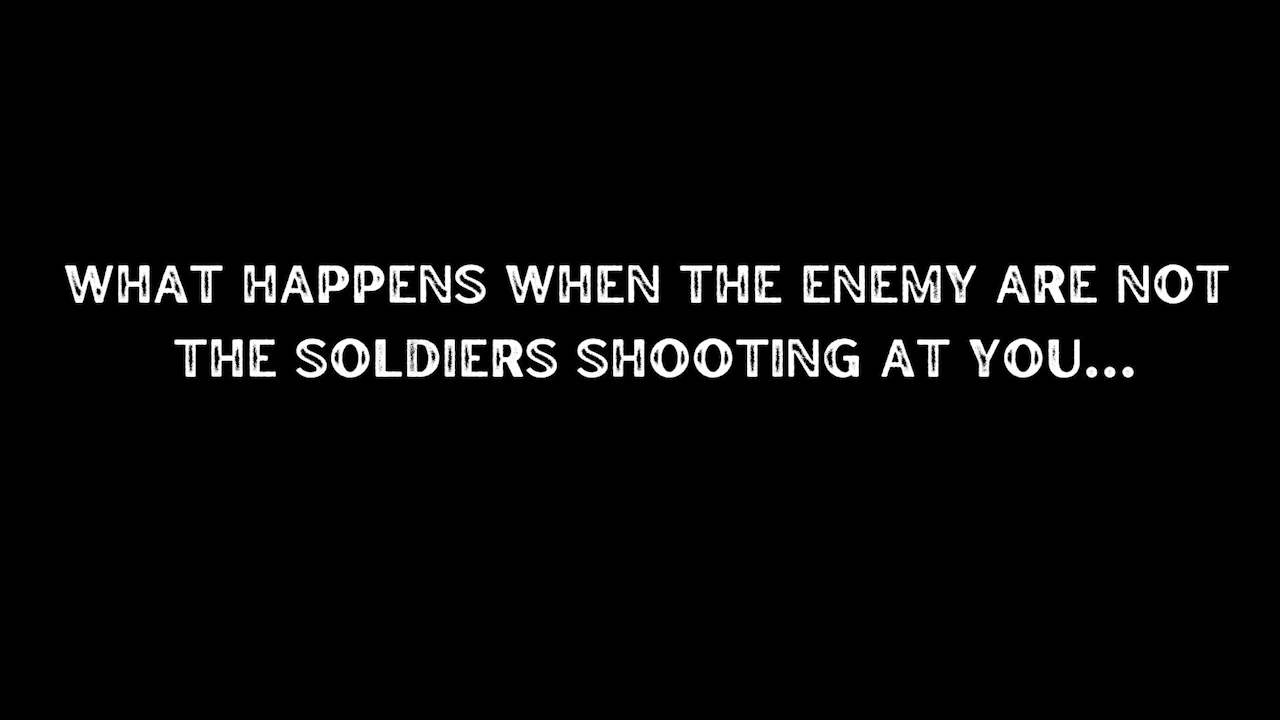 WHAT HAPPENS WHEN THE ENEMY ARE NOT
THE SOLDIERS SHOOTING AT YOU...